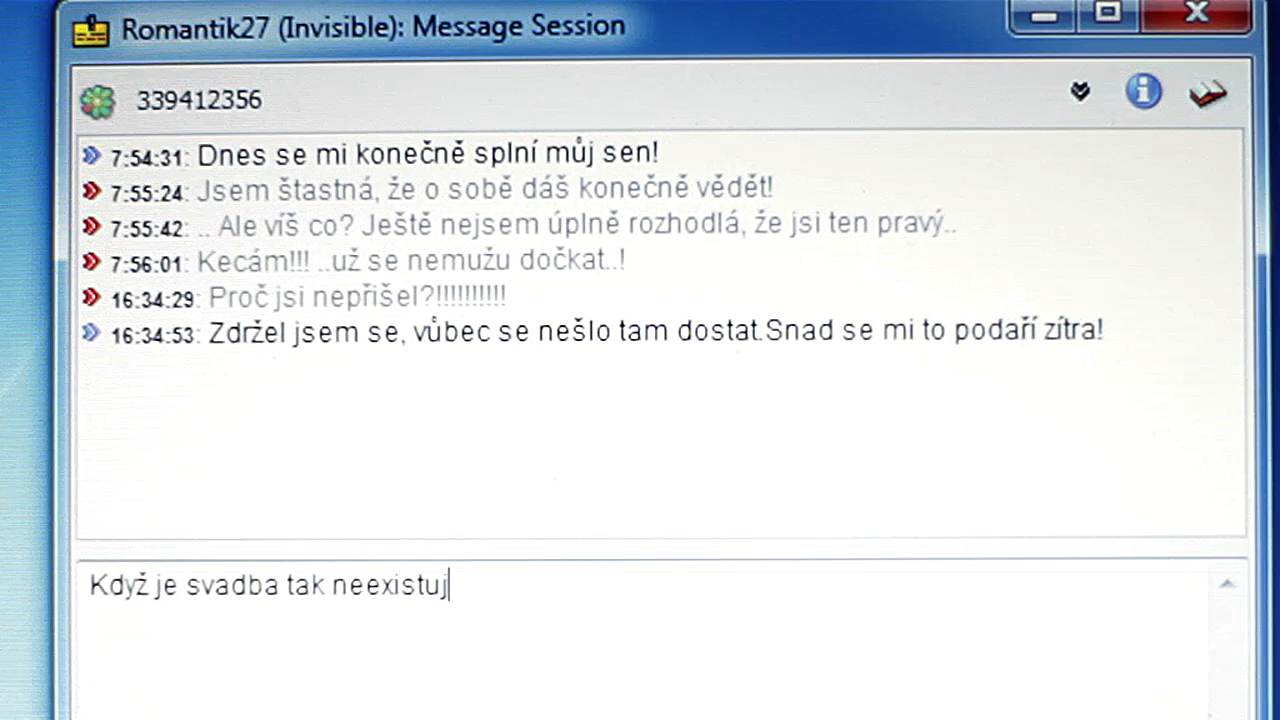 Romantik27 (Invisible): Message Session
339412356
7:54:31: Dnes se mi konečně splní můj sen!
7:55:24: Jsem štastná, že o sobě dáš konečně vědět!
7:55:42: .. Ale víš co? Ještě nejsem úplně rozhodlá, že jsi ten pravý..
7:56:01: Kecám!!! ..už se nemužu dočkat..!
16:34:29: Proč jsi nepřišel?!!!!!!!!!!
16:34:53: Zdržel jsem se, vůbec se nešlo tam dostat.Snad se mi to podaří zítra!
Když je svadba tak neexistuj